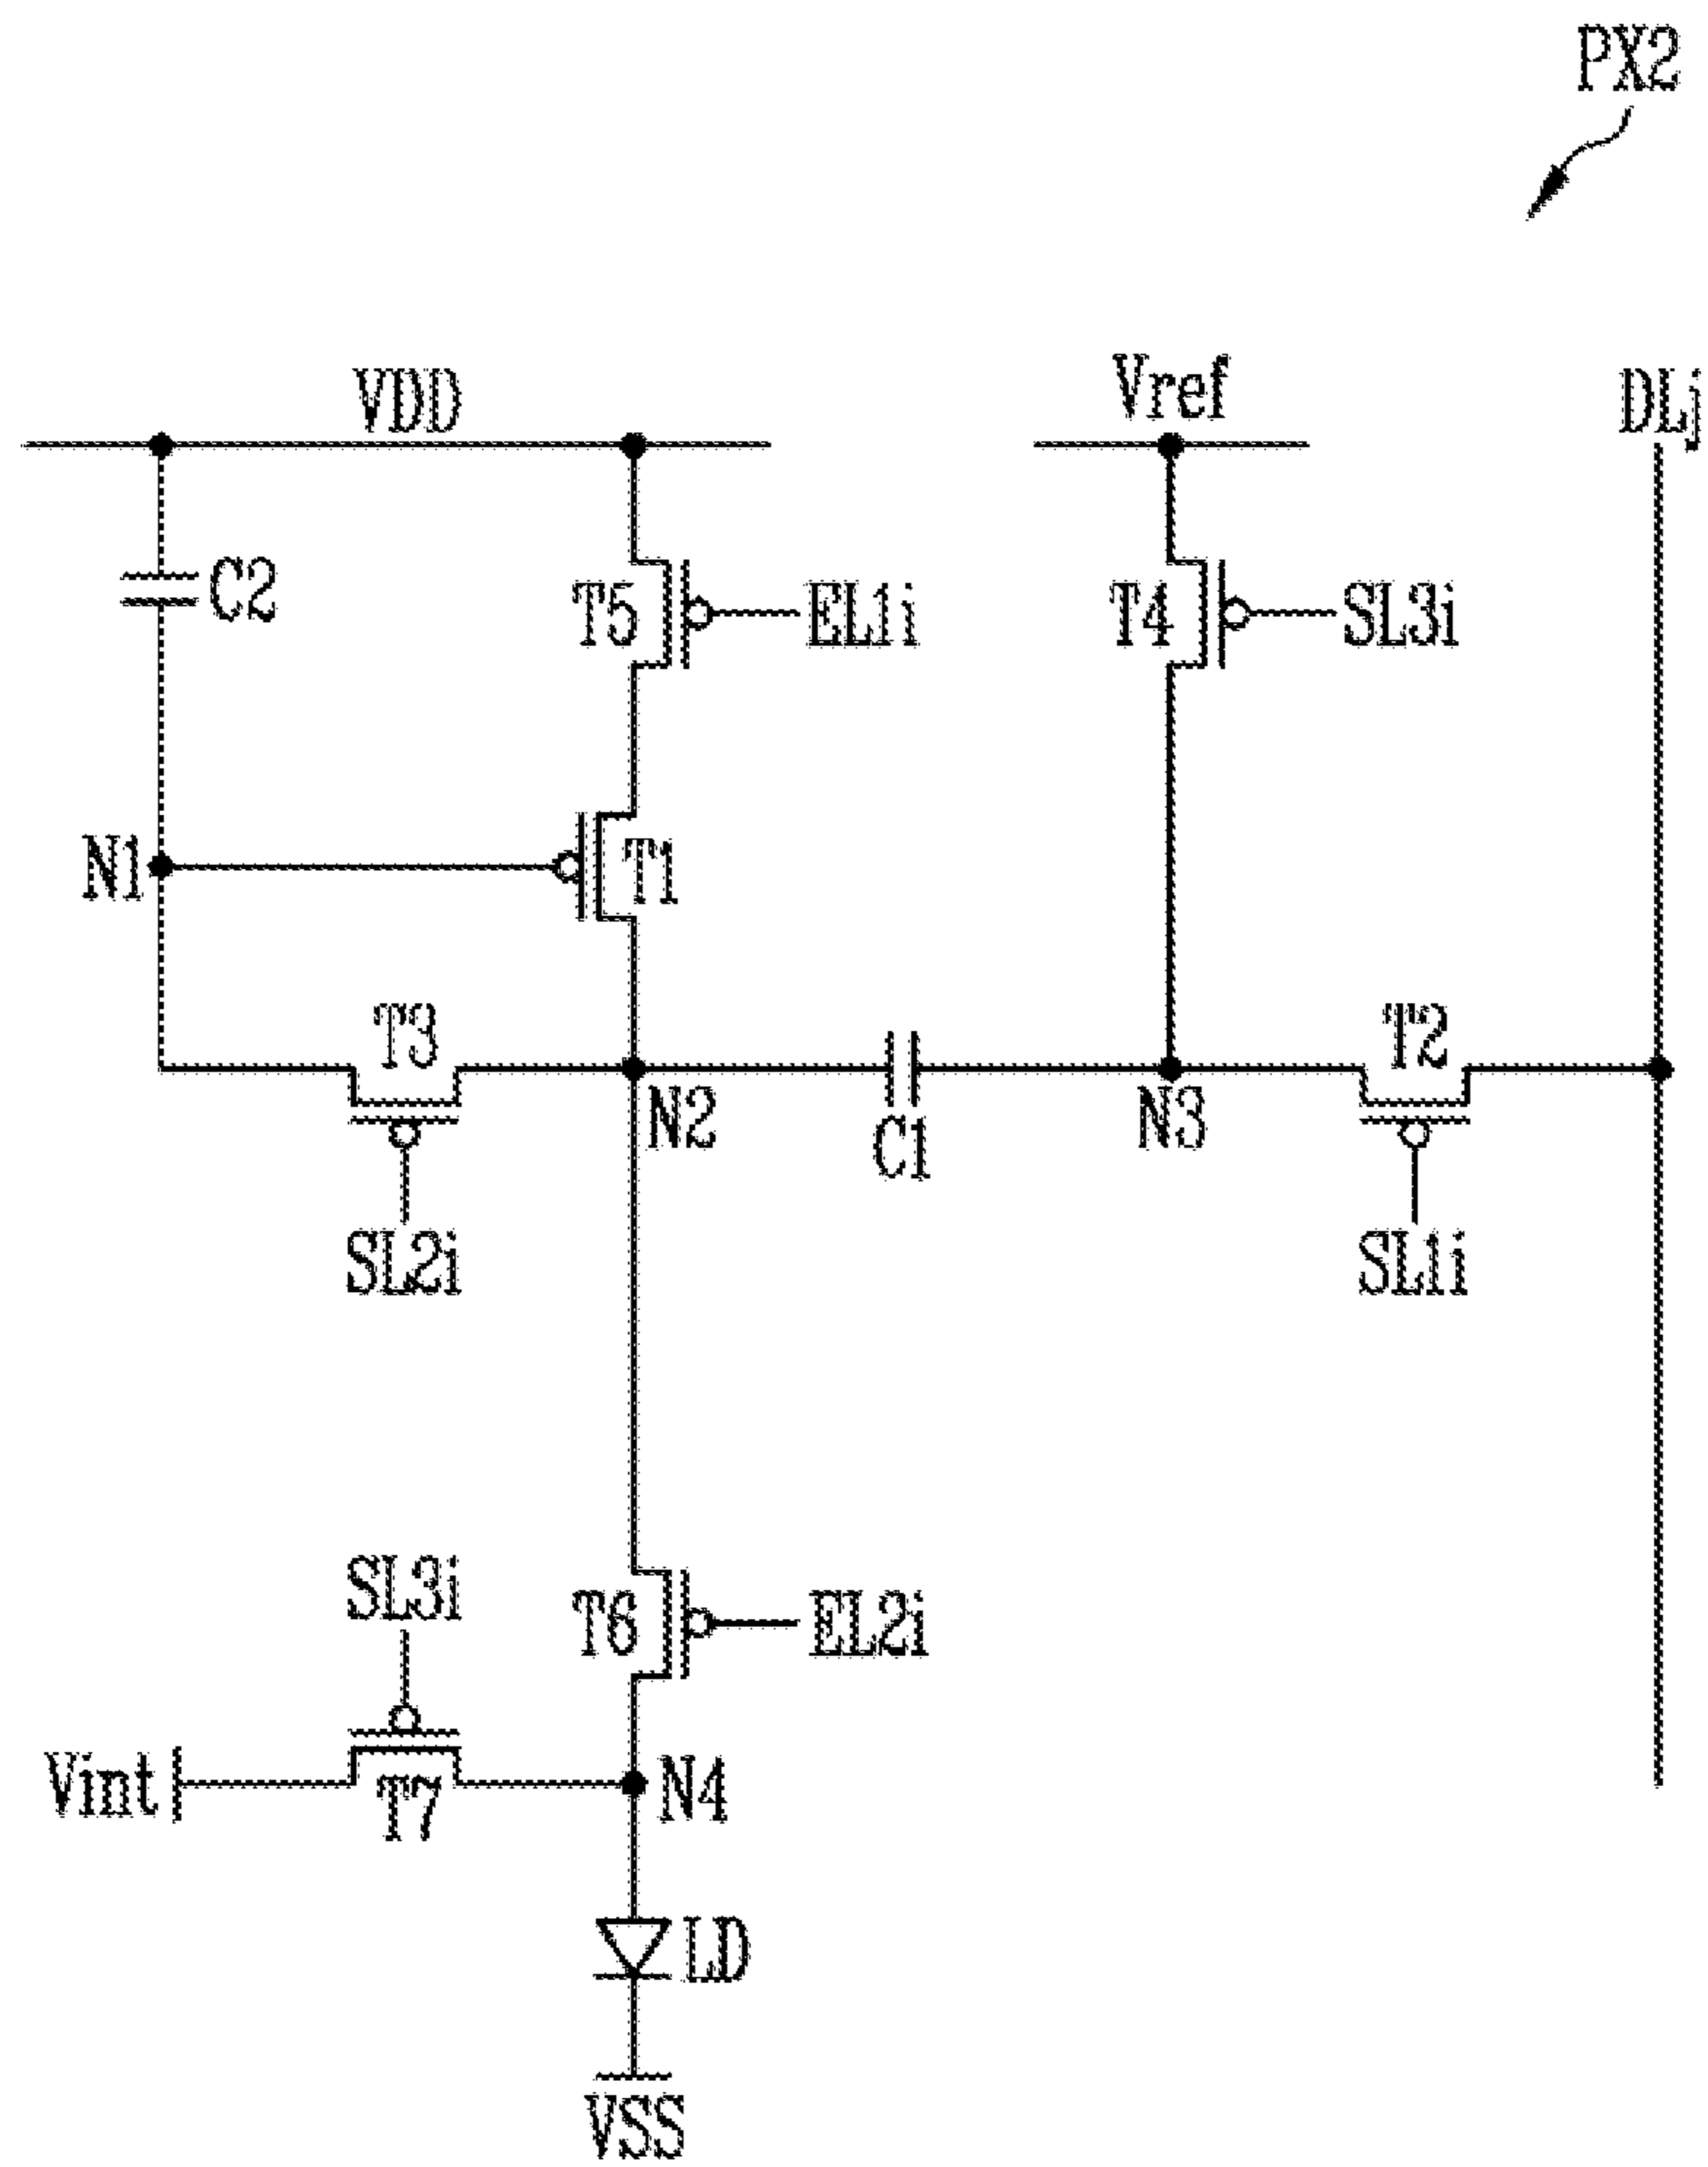 PX2
VDD
Vref
DLj
C2
T5
EL1i
T4
SL3i
N1
T1
T3
T2
N2
C1
N3
SL2i
SL1i
SL3i
T6
EL2i
Vint
T7
N4
LD
VSS